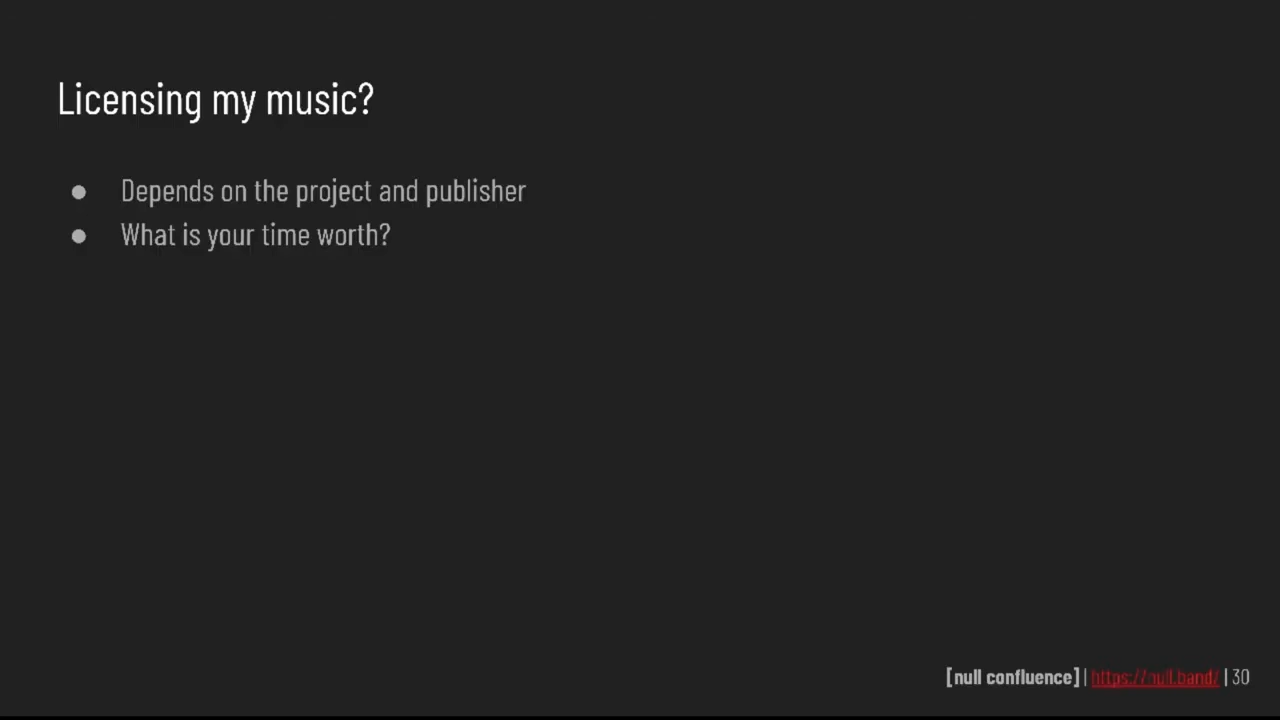 Licensing my music?
● Depends on the project and publisher
● What is your time worth?
[null confluence] | https://null.band/ | 30